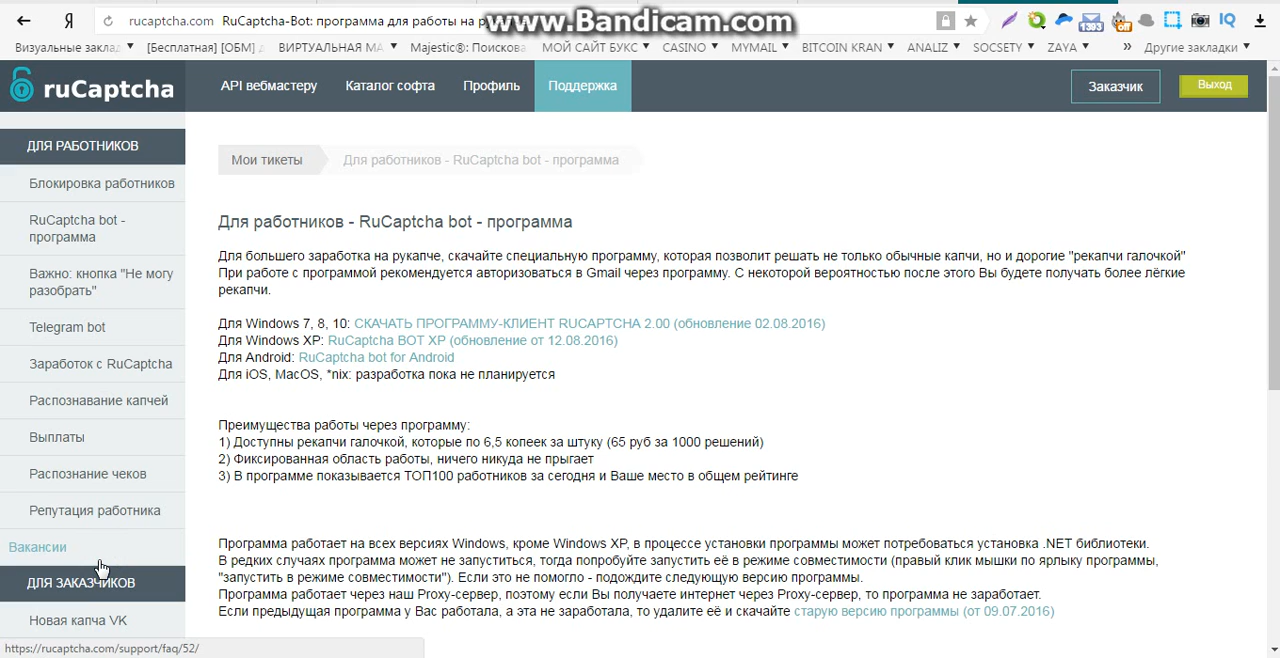 Я
rucaptcha.com RuCaptcha-Bot: программа для работы на
www.Bandicam.com
1393
off
IQ
Визуальные заклад
[Бесплатная] [ОБМ]
ВИРТУАЛЬНАЯ МА
Majestic®: Поискова
МОЙ САЙТ БУКС
CASINO
MYMAIL
BITCOIN KRAN
ANALIZ
SOCSETY
ZAYA
»
Другие закладки
ruCaptcha
API вебмастеру
Каталог софта
Профиль
Поддержка
Заказчик
Выход
ДЛЯ РАБОТНИКОВ
Блокировка работников
RuCaptcha bot -
программа
Важно: кнопка "Не могу
разобрать"
Telegram bot
Заработок с RuCaptcha
Распознавание капчей
Выплаты
Распознание чеков
Репутация работника
Вакансии
ДЛЯ ЗАКАЗЧИКОВ
Новая капча VK
https://rucaptcha.com/support/faq/52/
Мои тикеты
Для работников - RuCaptcha bot - программа
Для работников - RuCaptcha bot - программа
Для большего заработка на рукапче, скачайте специальную программу, которая позволит решать не только обычные капчи, но и дорогие "рекапчи галочкой"
При работе с программой рекомендуется авторизоваться в Gmail через программу. С некоторой вероятностью после этого Вы будете получать более лёгкие
рекапчи.
Для Windows 7, 8, 10: СКАЧАТЬ ПРОГРАММУ-КЛИЕНТ RUCAPTCHA 2.00 (обновление 02.08.2016)
Для Windows XP: RuCaptcha BOT XP (обновление от 12.08.2016)
Для Android: RuCaptcha bot for Android
Для iOS, MacOS, *nix: разработка пока не планируется
Преимущества работы через программу:
1) Доступны рекапчи галочкой, которые по 6,5 копеек за штуку (65 руб за 1000 решений)
2) Фиксированная область работы, ничего никуда не прыгает
3) В программе показывается ТОП100 работников за сегодня и Ваше место в общем рейтинге
Программа работает на всех версиях Windows, кроме Windows XP, в процессе установки программы может потребоваться установка .NET библиотеки.
В редких случаях программа может не запуститься, тогда попробуйте запустить её в режиме совместимости (правый клик мышки по ярлыку программы,
"запустить в режиме совместимости"). Если это не помогло - подождите следующую версию программы.
Программа работает через наш Proxy-сервер, поэтому если Вы получаете интернет через Proxy-сервер, то программа не заработает.
Если предыдущая программа у Вас работала, а эта не заработала, то удалите её и скачайте старую версию программы (от 09.07.2016)